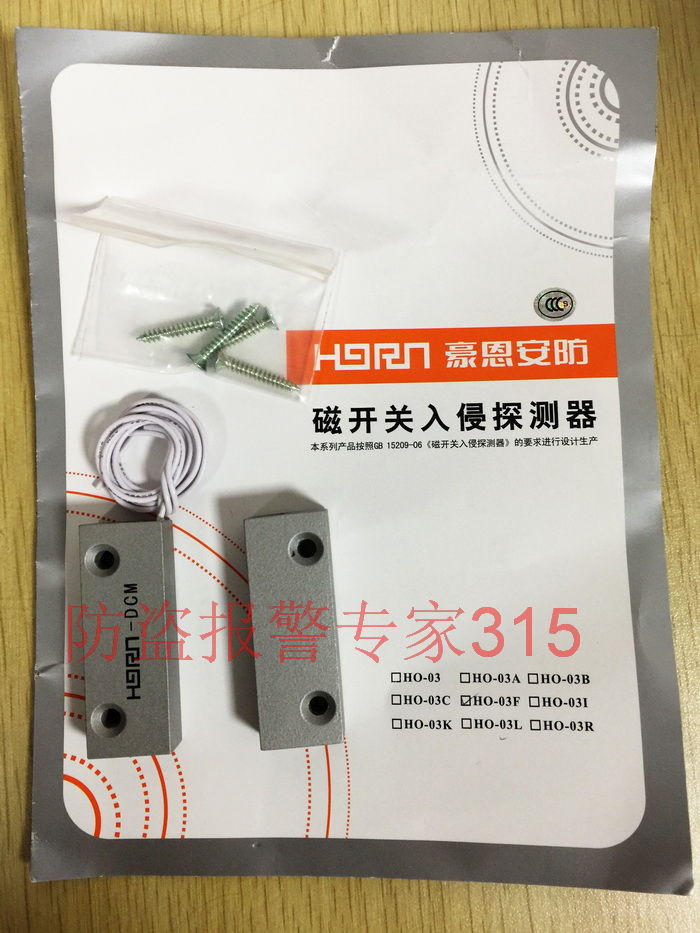 CCC S
HORN 豪恩安防
磁开关入侵探测器
本系列产品按照GB 15209-06《磁开关入侵探测器》的要求进行设计生产
HORN-DCM
防盗报警专家315
☐HO-03 ☐HO-03A ☐HO-03B
☐HO-03C ☑HO-03F ☐HO-03I
☐HO-03K ☐HO-03L ☐HO-03R